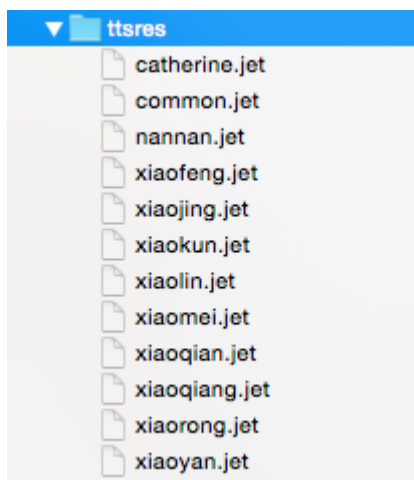 ttsres
catherine.jet
common.jet
nannan.jet
xiaofeng.jet
xiaojing.jet
xiaokun.jet
xiaolin.jet
xiaomei.jet
xiaoqian.jet
xiaoqiang.jet
xiaorong.jet
xiaoyan.jet